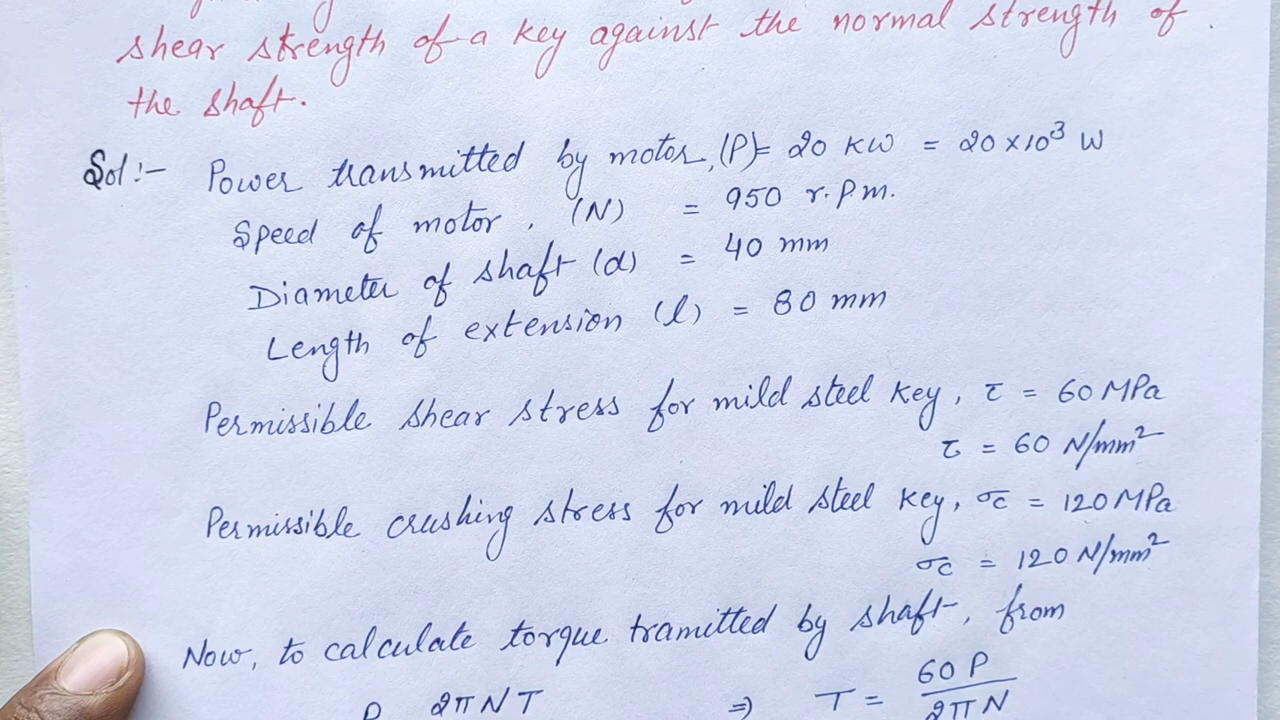 shear strength of a key against the normal strength of
the shaft.
Sol :- Power transmitted by motor, (P) = 20 KW = 20 × 10³ W
Speed of motor, (N) = 950 r.p.m.
Diameter of shaft (d) = 40 mm
Length of extension (l) = 80 mm
Permissible shear stress for mild steel key, τ = 60 MPa
τ = 60 N/mm²
Permissible crushing stress for mild steel key, σc = 120 MPa
σc = 120 N/mm²
Now, to calculate torque tramitted by shaft, from
P 2πNT ⇒ T = 60 P / 2πN